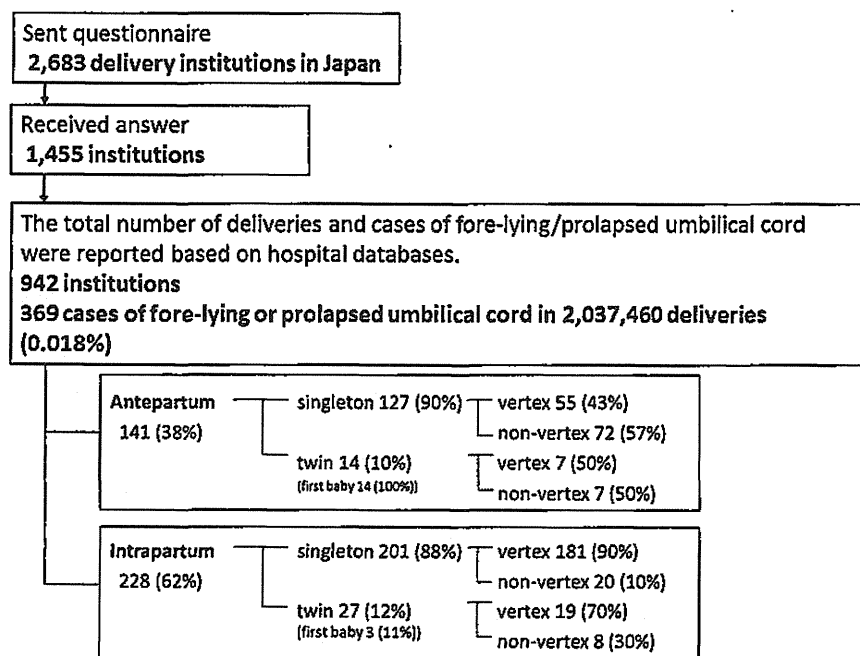 Sent questionnaire
2,683 delivery institutions in Japan
Received answer
1,455 institutions
The total number of deliveries and cases of fore-lying/prolapsed umbilical cord
were reported based on hospital databases.
942 institutions
369 cases of fore-lying or prolapsed umbilical cord in 2,037,460 deliveries
(0.018%)
Antepartum
141 (38%)
singleton 127 (90%)
vertex 55 (43%)
non-vertex 72 (57%)
twin 14 (10%)
(first baby 14 (100%))
vertex 7 (50%)
non-vertex 7 (50%)
Intrapartum
228 (62%)
singleton 201 (88%)
vertex 181 (90%)
non-vertex 20 (10%)
twin 27 (12%)
(first baby 3 (11%))
vertex 19 (70%)
non-vertex 8 (30%)